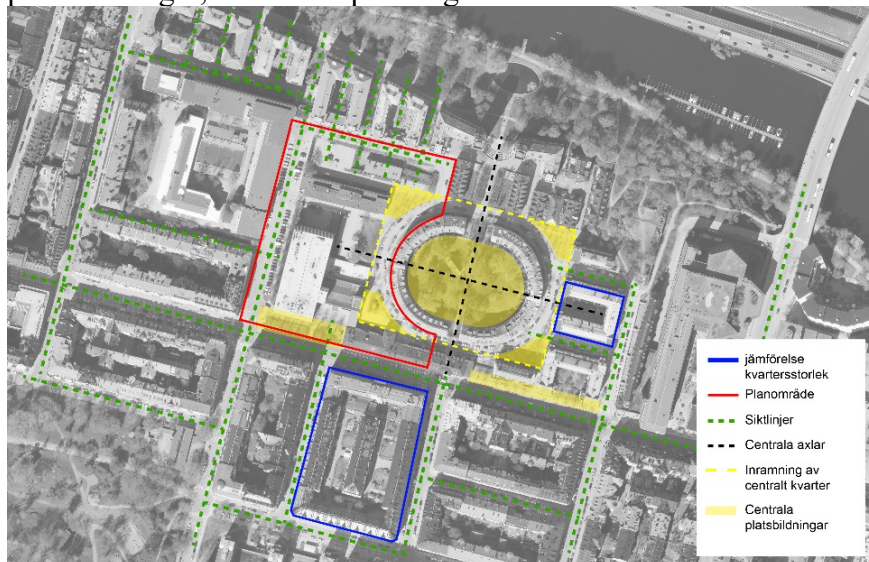 jämförelse
kvartersstorlek
Planområde
Siktlinjer
Centrala axlar
Inramning av
centralt kvarter
Centrala
platsbildningar